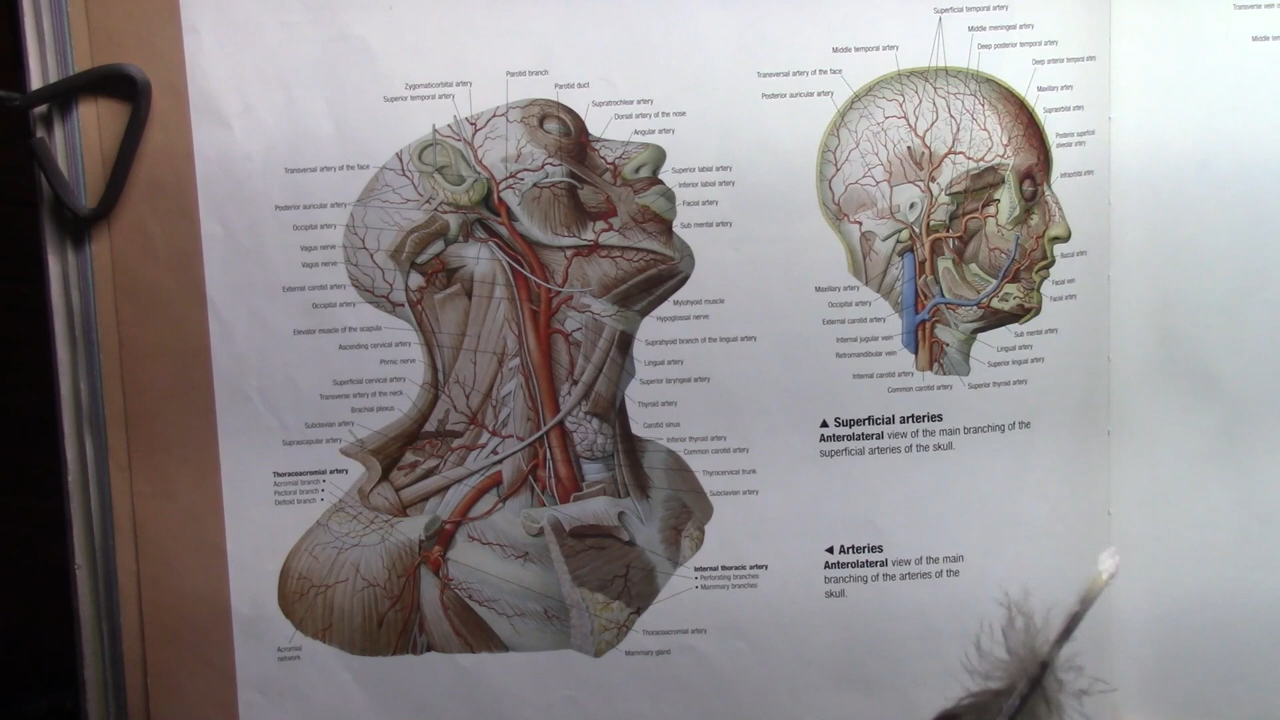 Zygomaticorbital artery
Superior temporal artery
Parotid branch
Parotid duct
Supratrochlear artery
Dorsal artery of the nose
Angular artery
Transversal artery of the face
Posterior auricular artery
Occipital artery
Vagus nerve
Vagus nerve
External carotid artery
Occipital artery
Elevator muscle of the scapula
Ascending cervical artery
Phrnic nerve
Superficial cervical artery
Transverse artery of the neck
Brachial plexus
Subclavian artery
Suprascapular artery
Thoracoacromial artery
Acromial branch •
Pectoral branch •
Deltoid branch •
Acromial
network
Superior labial artery
Inferior labial artery
Facial artery
Sub mental artery
Mylohyoid muscle
Hypoglossal nerve
Suprahyoid branch of the lingual artery
Lingual artery
Superior laryngeal artery
Thyroid artery
Carotid sinus
Inferior thyroid artery
Common carotid artery
Thyrocervical trunk
Subclavian artery
Internal thoracic artery
• Perforating branches
• Mammary branches
Thoracoacromial artery
Mammary gland
Superficial temporal artery
Middle meningeal artery
Deep posterior temporal artery
Middle temporal artery
Deep anterior temporal artery
Transversal artery of the face
Posterior auricular artery
Maxillary artery
Supraorbital artery
Posterior superficial
alveolar artery
Infraorbital artery
Buccal artery
Facial vein
Facial artery
Maxillary artery
Occipital artery
External carotid artery
Internal jugular vein
Retromandibular vein
Internal carotid artery
Common carotid artery
Superior thyroid artery
Superior lingual artery
Lingual artery
Sub mental artery
▲ Superficial arteries
Anterolateral view of the main branching of the
superficial arteries of the skull.
◄ Arteries
Anterolateral view of the main
branching of the arteries of the
skull.
Transverse vein
Middle